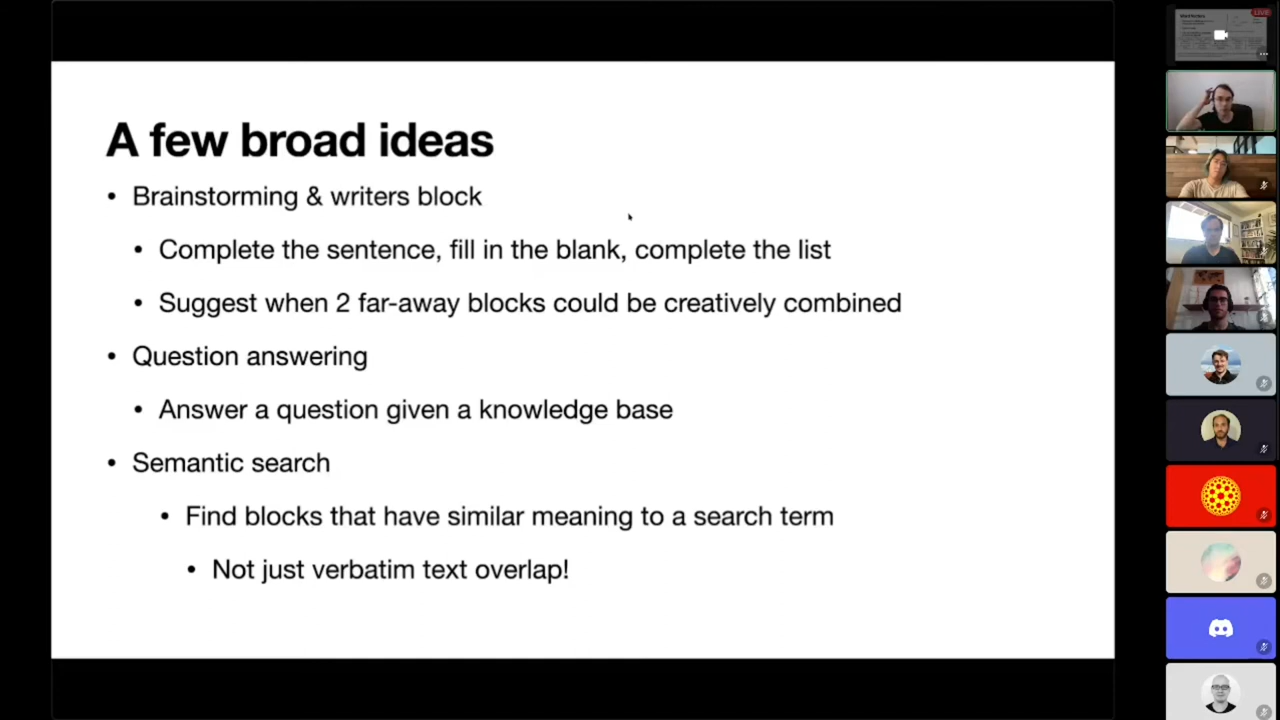 A few broad ideas
• Brainstorming & writers block
• Complete the sentence, fill in the blank, complete the list
• Suggest when 2 far-away blocks could be creatively combined
• Question answering
• Answer a question given a knowledge base
• Semantic search
• Find blocks that have similar meaning to a search term
• Not just verbatim text overlap!
LIVE